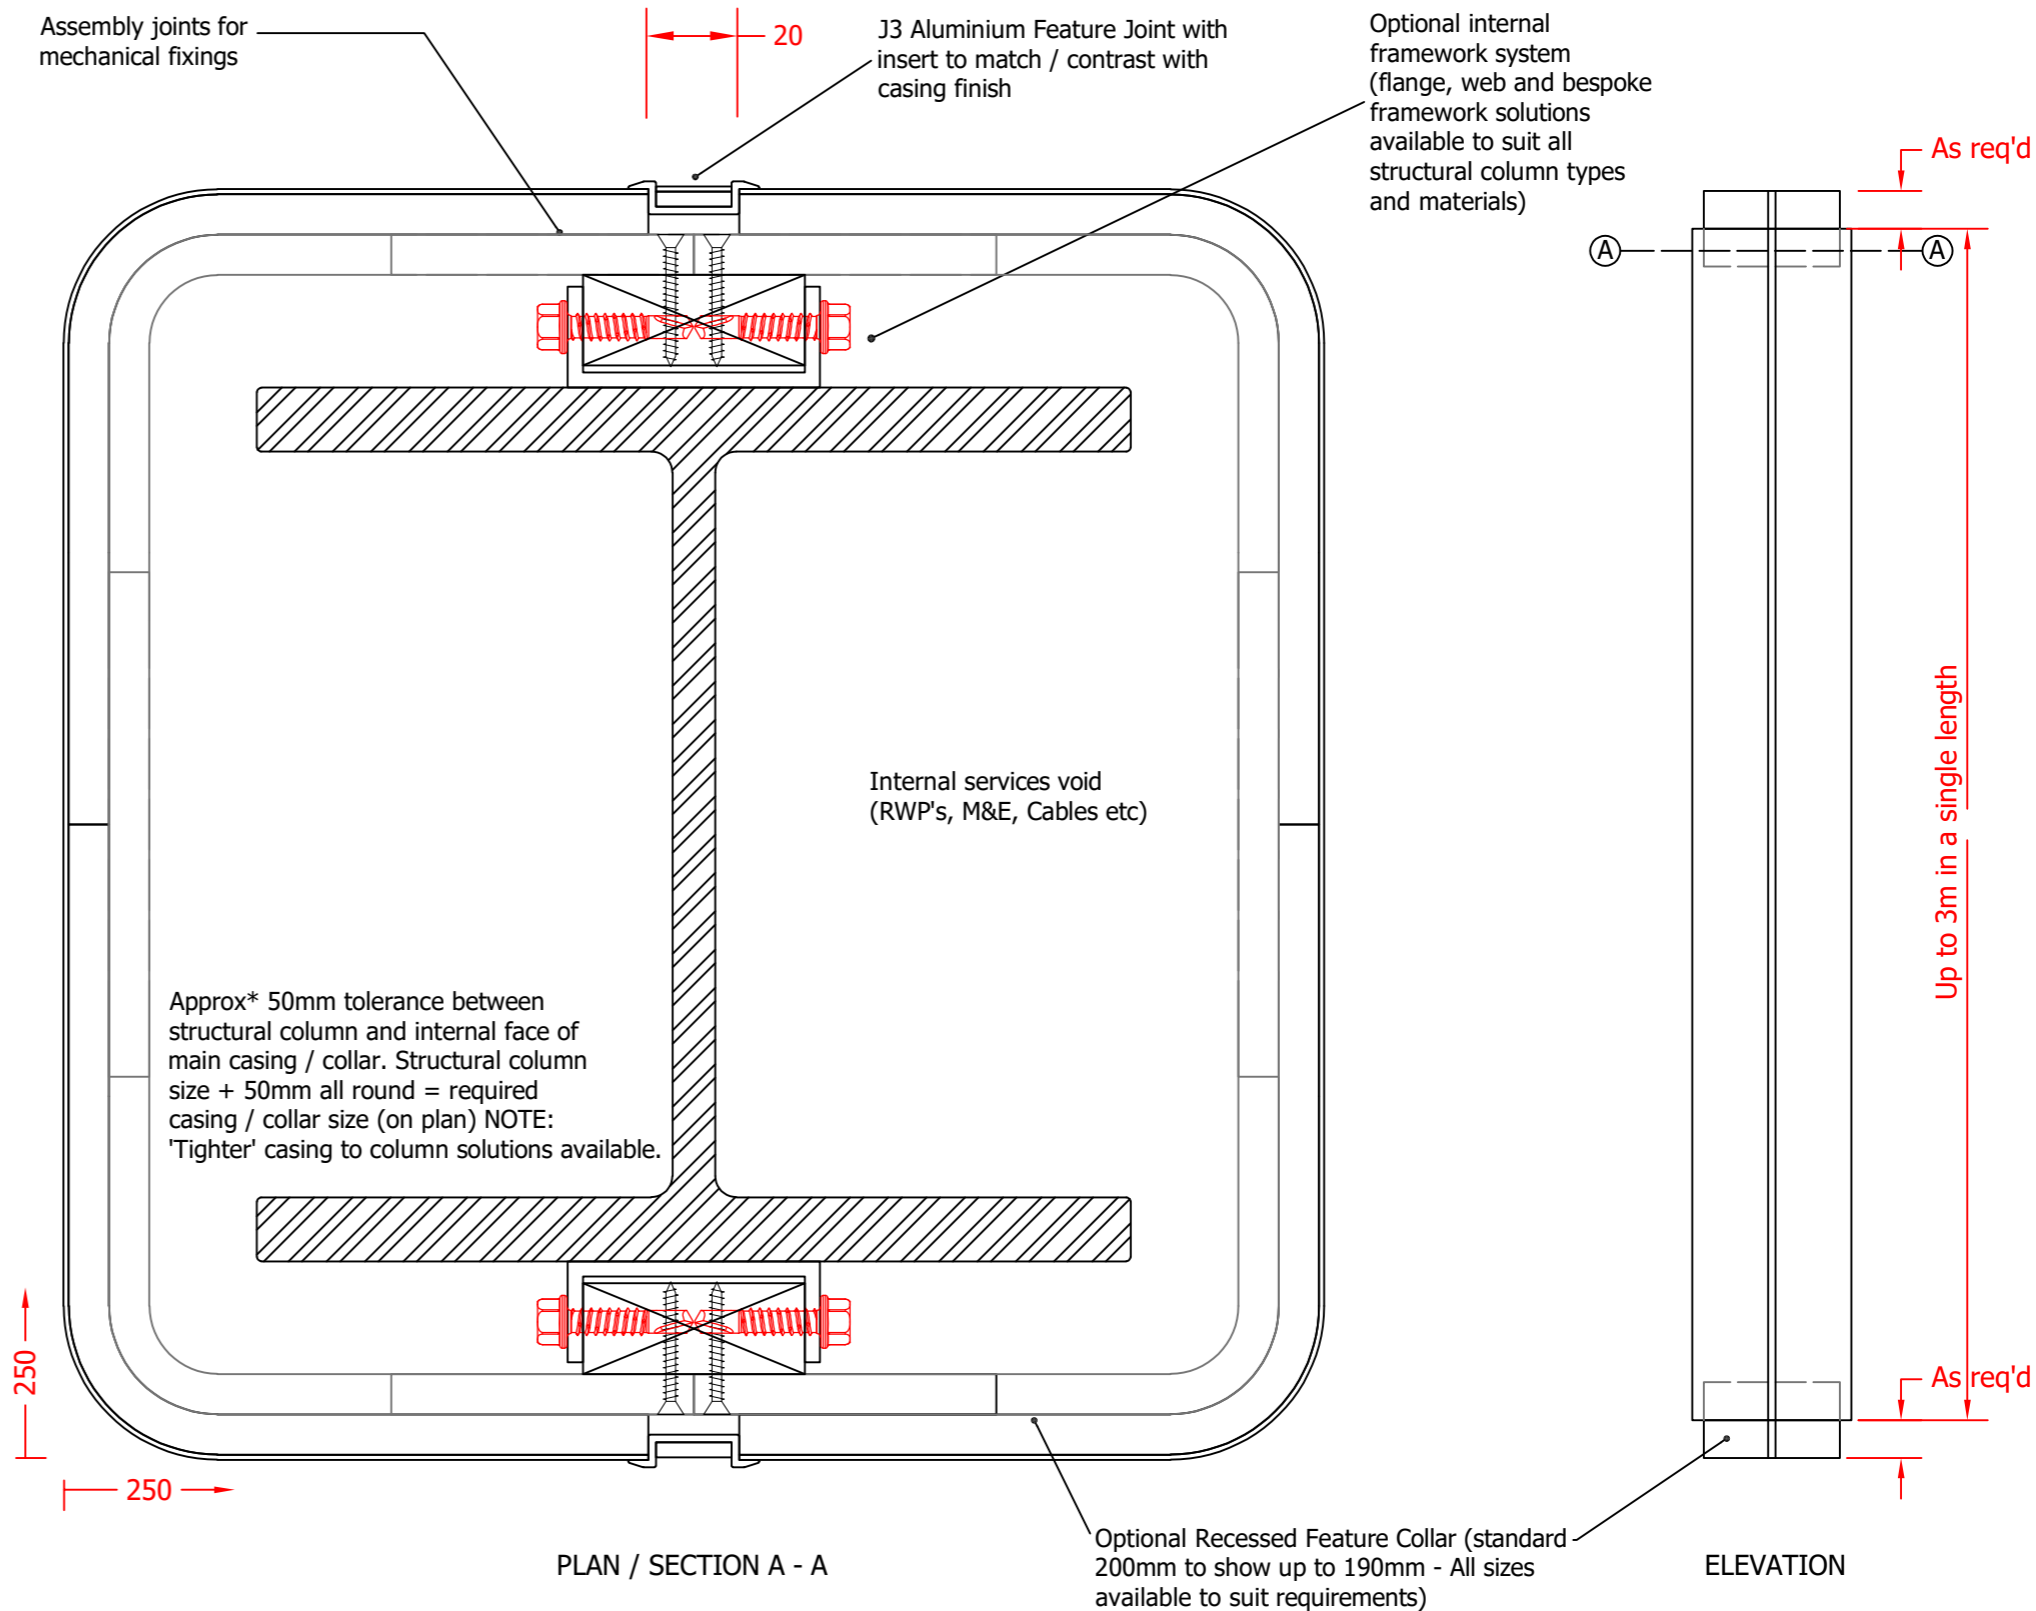 Assembly joints for
mechanical fixings
20
J3 Aluminium Feature Joint with
insert to match / contrast with
casing finish
Optional internal
framework system
(flange, web and bespoke
framework solutions
available to suit all
structural column types
and materials)
As req'd
A
A
Internal services void
(RWP's, M&E, Cables etc)
Up to 3m in a single length
Approx* 50mm tolerance between
structural column and internal face of
main casing / collar. Structural column
size + 50mm all round = required
casing / collar size (on plan) NOTE:
'Tighter' casing to column solutions available.
250
250
As req'd
Optional Recessed Feature Collar (standard
200mm to show up to 190mm - All sizes
available to suit requirements)
PLAN / SECTION A - A
ELEVATION